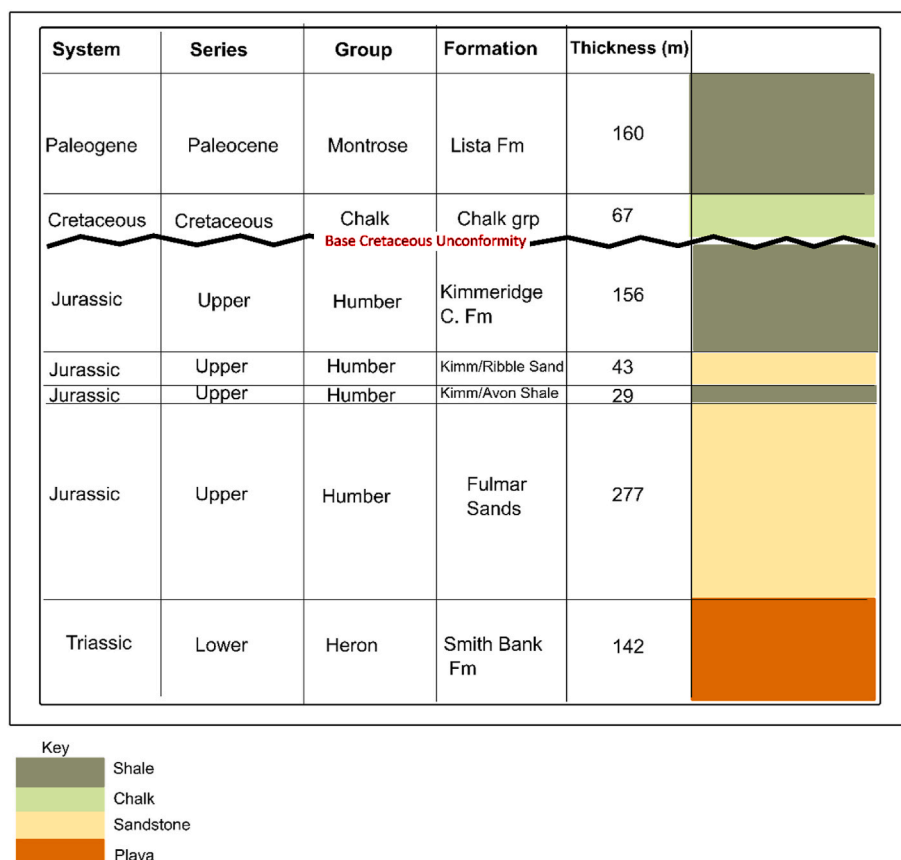 System Series Group Formation Thickness (m)
Paleogene Paleocene Montrose Lista Fm 160
Cretaceous Cretaceous Chalk Chalk grp 67
Base Cretaceous Unconformity
Jurassic Upper Humber Kimmeridge C. Fm 156
Jurassic Upper Humber Kimm/Ribble Sand 43
Jurassic Upper Humber Kimm/Avon Shale 29
Jurassic Upper Humber Fulmar Sands 277
Triassic Lower Heron Smith Bank Fm 142
Key
Shale
Chalk
Sandstone
Playa